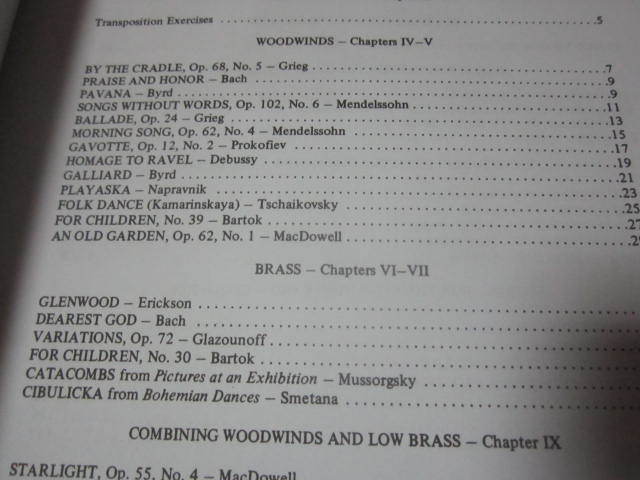 Transposition Exercises . . . . . . . . . . . . . . . . . . . . . . . . . . . . . . . . . . . . . . . . . . .5
WOODWINDS – Chapters IV–V
BY THE CRADLE, Op. 68, No. 5 – Grieg . . . . . . . . . . . . . . . . . . . . . . . . . . . . . . .7
PRAISE AND HONOR – Bach . . . . . . . . . . . . . . . . . . . . . . . . . . . . . . . . . . . . .9
PAVANA – Byrd . . . . . . . . . . . . . . . . . . . . . . . . . . . . . . . . . . . . . . . . . . . .9
SONGS WITHOUT WORDS, Op. 102, No. 6 – Mendelssohn . . . . . . . . . . . . . . . . . .11
BALLADE, Op. 24 – Grieg . . . . . . . . . . . . . . . . . . . . . . . . . . . . . . . . . . . . .13
MORNING SONG, Op. 62, No. 4 – Mendelssohn . . . . . . . . . . . . . . . . . . . . . . . . .15
GAVOTTE, Op. 12, No. 2 – Prokofiev . . . . . . . . . . . . . . . . . . . . . . . . . . . . . .17
HOMAGE TO RAVEL – Debussy . . . . . . . . . . . . . . . . . . . . . . . . . . . . . . . . . .19
GALLIARD – Byrd . . . . . . . . . . . . . . . . . . . . . . . . . . . . . . . . . . . . . . . . .21
PLAYASKA – Napravnik . . . . . . . . . . . . . . . . . . . . . . . . . . . . . . . . . . . . . .23
FOLK DANCE (Kamarinskaya) – Tschaikovsky . . . . . . . . . . . . . . . . . . . . . . . . .25
FOR CHILDREN, No. 39 – Bartok . . . . . . . . . . . . . . . . . . . . . . . . . . . . . . . .27
AN OLD GARDEN, Op. 62, No. 1 – MacDowell . . . . . . . . . . . . . . . . . . . . . . . . .2
BRASS – Chapters VI–VII
GLENWOOD – Erickson . . . . . . . . . . . . . . . . . . . . . . . . . . . . . . . . . . . . . .
DEAREST GOD – Bach . . . . . . . . . . . . . . . . . . . . . . . . . . . . . . . . . . . . . .
VARIATIONS, Op. 72 – Glazounoff . . . . . . . . . . . . . . . . . . . . . . . . . . . . . . .
FOR CHILDREN, No. 30 – Bartok . . . . . . . . . . . . . . . . . . . . . . . . . . . . . . . .
CATACOMBS from Pictures at an Exhibition – Mussorgsky . . . . . . . . . . . . . . . . .
CIBULICKA from Bohemian Dances – Smetana . . . . . . . . . . . . . . . . . . . . . . . .
COMBINING WOODWINDS AND LOW BRASS – Chapter IX
STARLIGHT, Op. 55, No. 4 – MacDowell